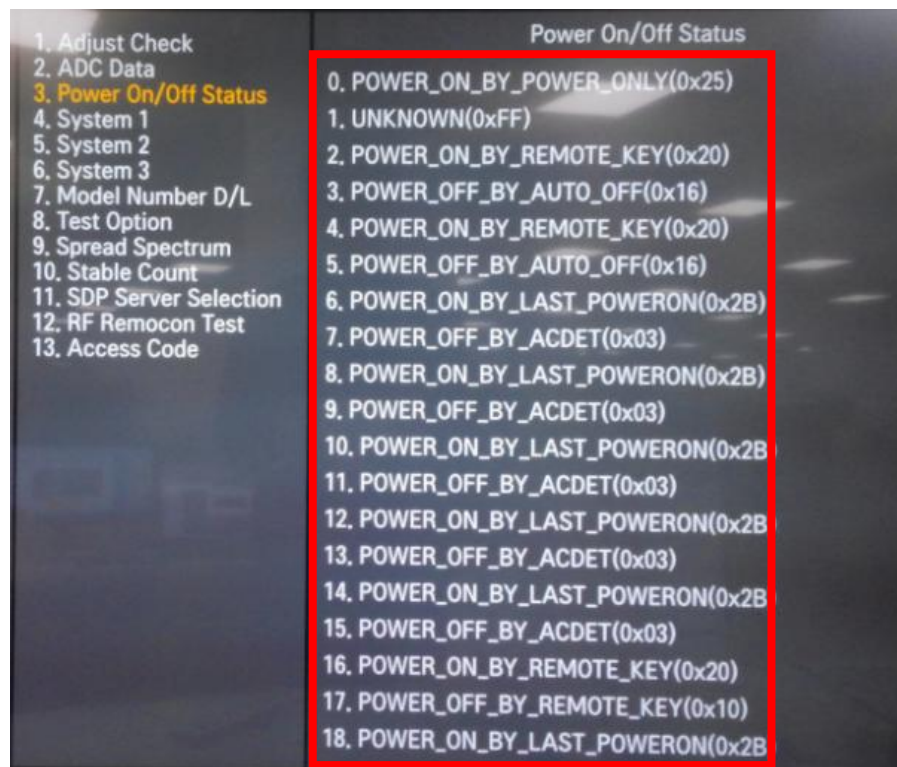 1. Adjust Check
2. ADC Data
3. Power On/Off Status
4. System 1
5. System 2
6. System 3
7. Model Number D/L
8. Test Option
9. Spread Spectrum
10. Stable Count
11. SDP Server Selection
12. RF Remocon Test
13. Access Code
Power On/Off Status
0. POWER_ON_BY_POWER_ONLY(0x25)
1. UNKNOWN(0xFF)
2. POWER_ON_BY_REMOTE_KEY(0x20)
3. POWER_OFF_BY_AUTO_OFF(0x16)
4. POWER_ON_BY_REMOTE_KEY(0x20)
5. POWER_OFF_BY_AUTO_OFF(0x16)
6. POWER_ON_BY_LAST_POWERON(0x2B)
7. POWER_OFF_BY_ACDET(0x03)
8. POWER_ON_BY_LAST_POWERON(0x2B)
9. POWER_OFF_BY_ACDET(0x03)
10. POWER_ON_BY_LAST_POWERON(0x2B)
11. POWER_OFF_BY_ACDET(0x03)
12. POWER_ON_BY_LAST_POWERON(0x2B)
13. POWER_OFF_BY_ACDET(0x03)
14. POWER_ON_BY_LAST_POWERON(0x2B)
15. POWER_OFF_BY_ACDET(0x03)
16. POWER_ON_BY_REMOTE_KEY(0x20)
17. POWER_OFF_BY_REMOTE_KEY(0x10)
18. POWER_ON_BY_LAST_POWERON(0x2B